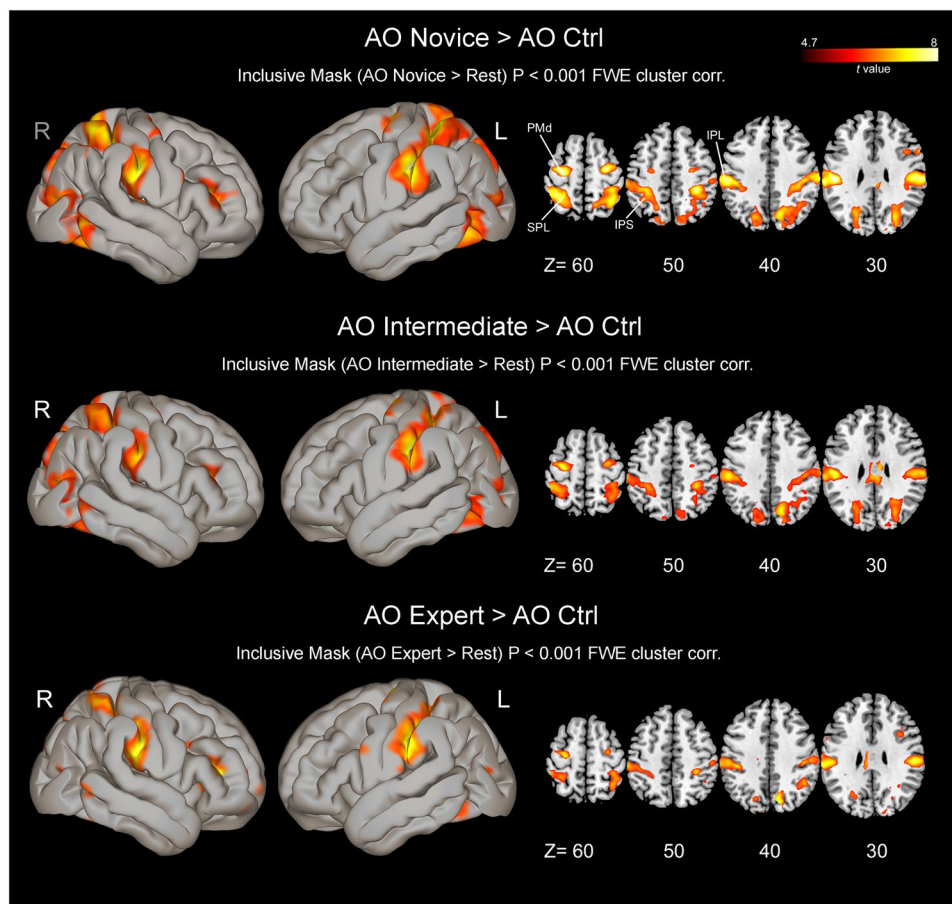 AO Novice > AO Ctrl
4.7 8
t value
Inclusive Mask (AO Novice > Rest) P < 0.001 FWE cluster corr.
R L
PMd IPL
SPL IPS
Z= 60 50 40 30
AO Intermediate > AO Ctrl
Inclusive Mask (AO Intermediate > Rest) P < 0.001 FWE cluster corr.
R L
Z= 60 50 40 30
AO Expert > AO Ctrl
Inclusive Mask (AO Expert > Rest) P < 0.001 FWE cluster corr.
R L
Z= 60 50 40 30